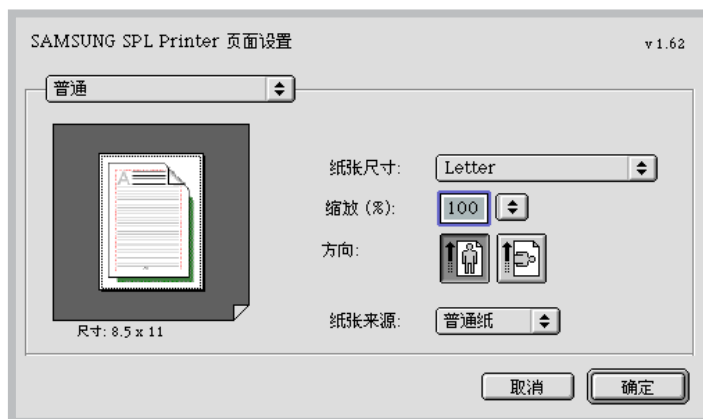 SAMSUNG SPL Printer 页面设置
v 1.62
普通
纸张尺寸: Letter
缩放 (%): 100
方向:
尺寸: 8.5 x 11
纸张来源: 普通纸
取消
确定